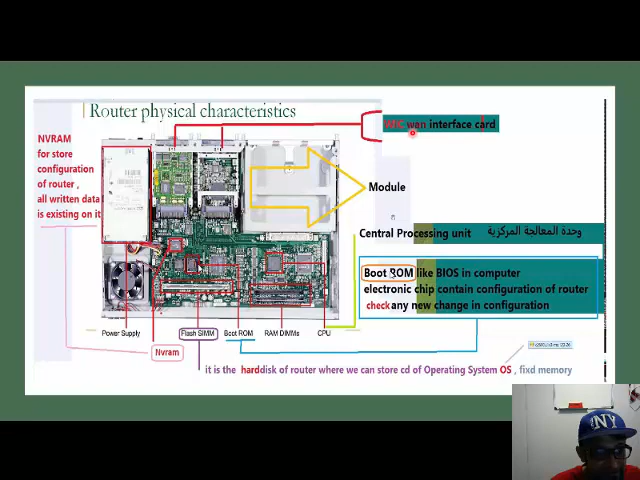 Router physical characteristics
NVRAM
for store
configuration
of router ,
all written data
is existing on it
WIC wan interface card
Module
Central Processing unit وحدة المعالجة المركزية
Boot ROM like BIOS in computer
electronic chip contain configuration of router
check any new change in configuration
Power Supply
Flash SIMM
Boot ROM
RAM DIMMs
CPU
Nvram
it is the harddisk of router where we can store cd of Operating System OS , fixd memory
NY